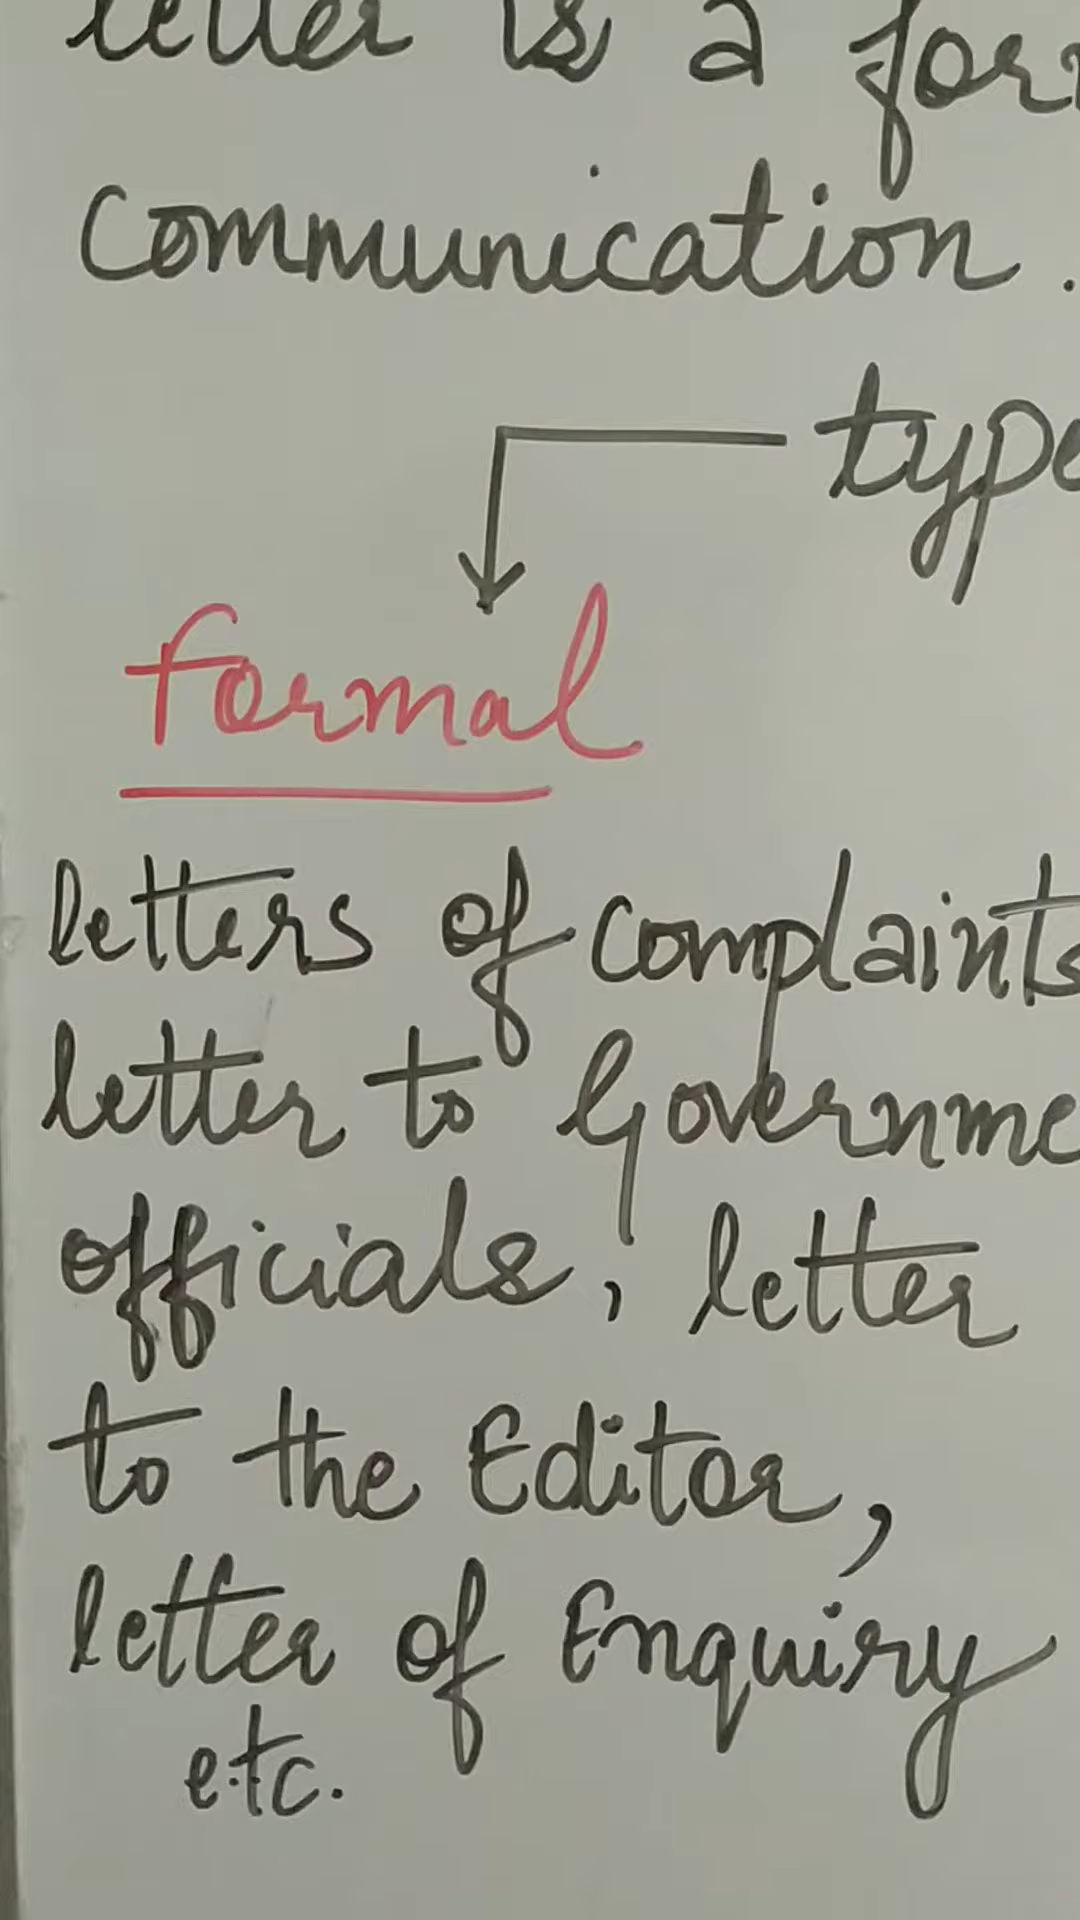 letter is a for
Communication.
type
formal
letters of complaints
letter to Governme
officials, letter
to the Editor,
letter of Enquiry
etc.